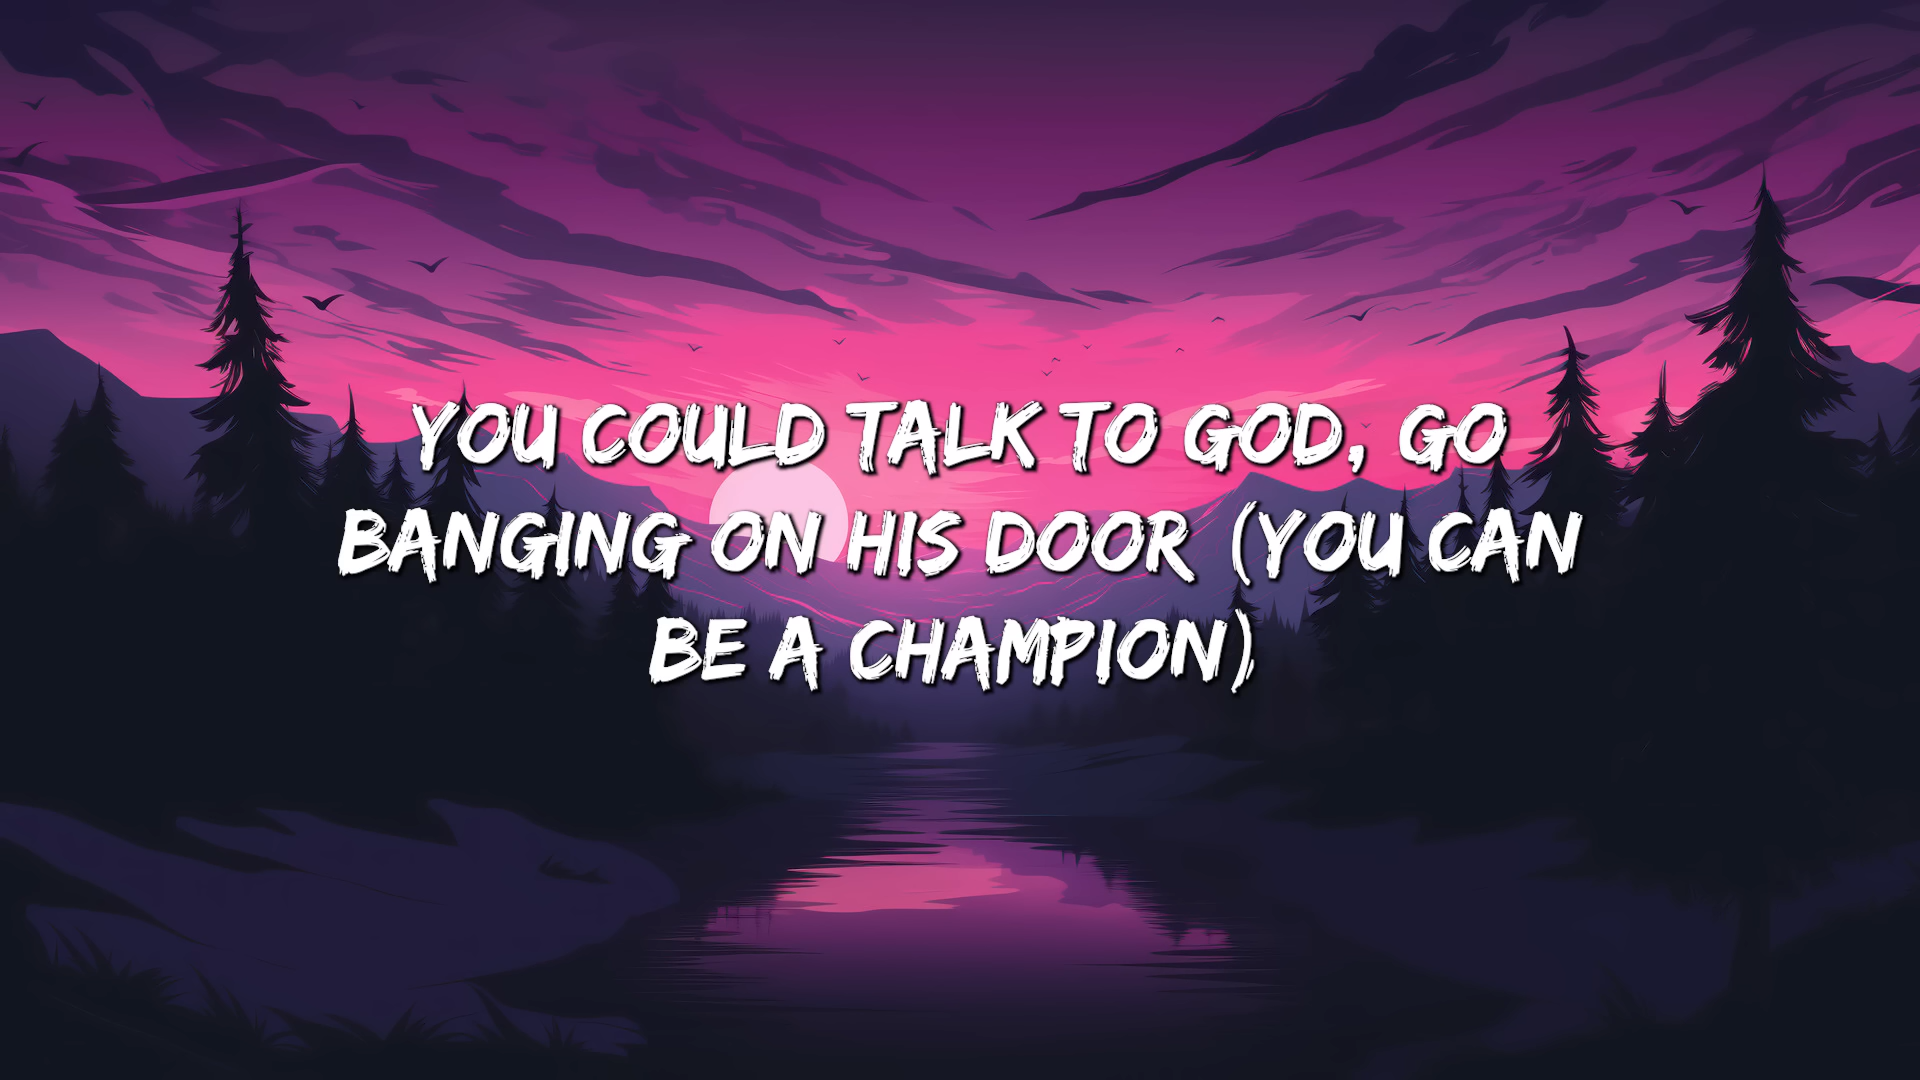 YOU COULD TALK TO GOD, GO
BANGING ON HIS DOOR (YOU CAN
BE A CHAMPION)